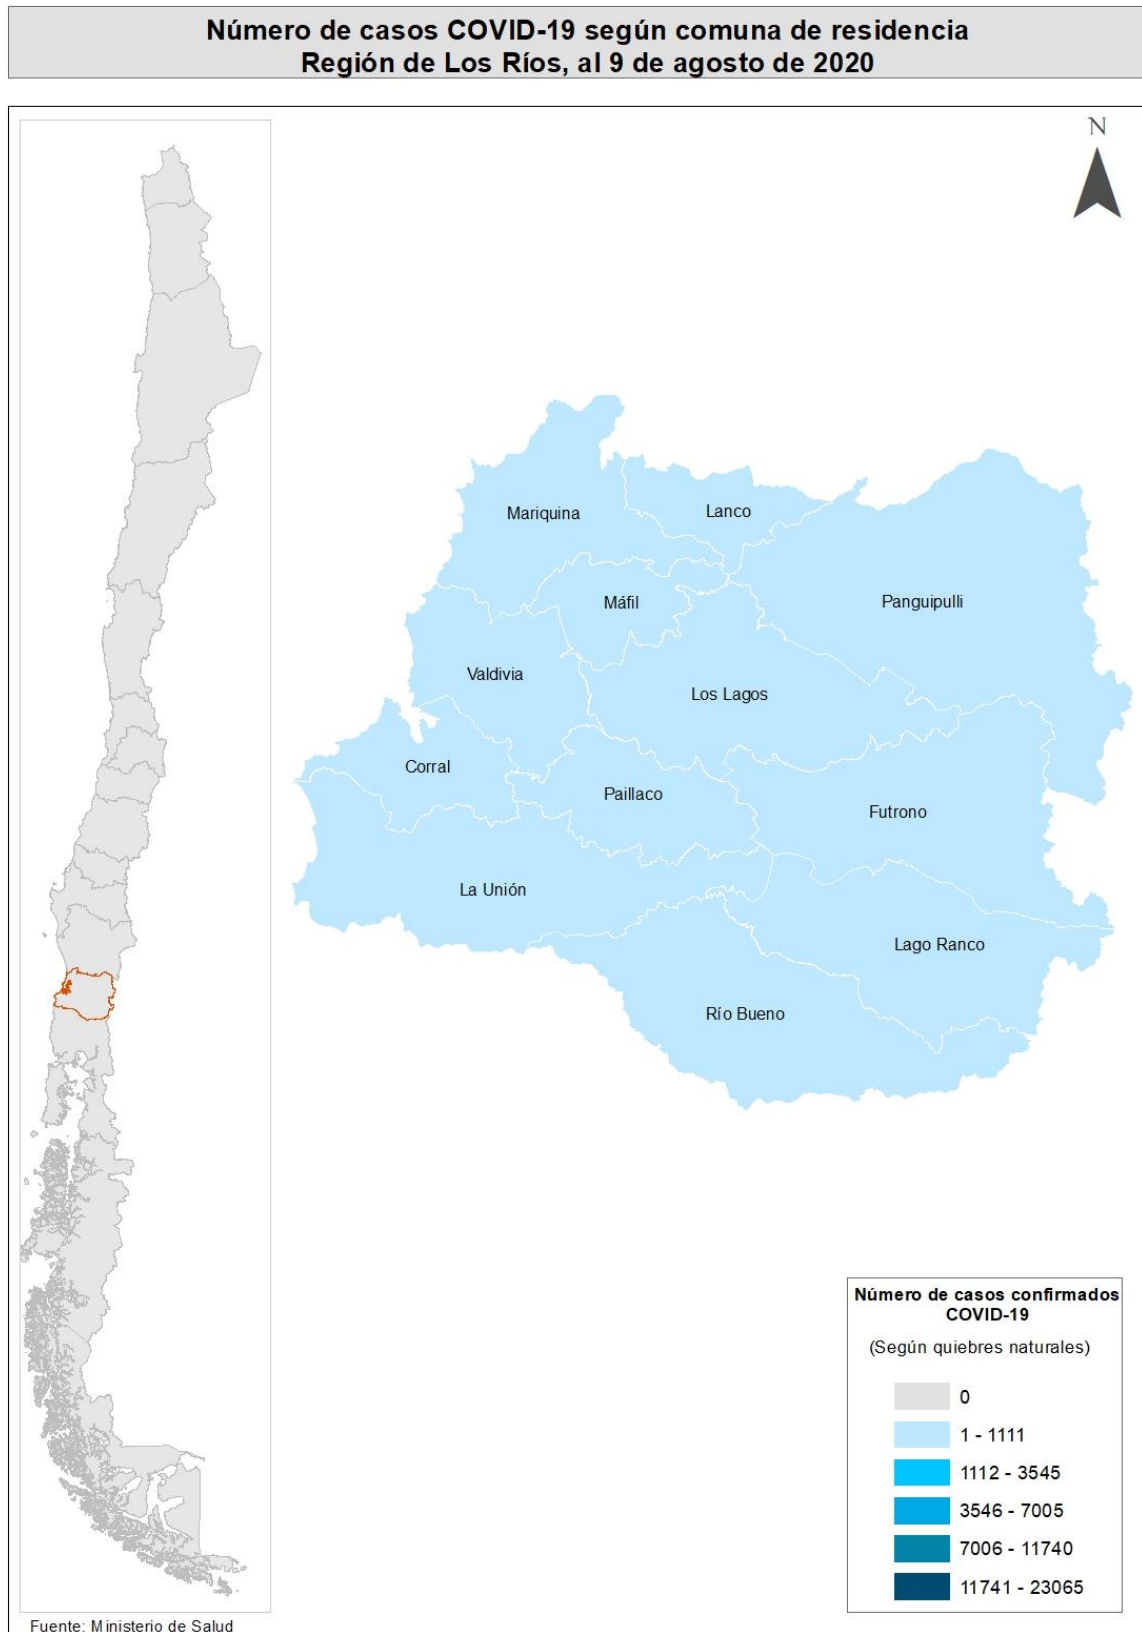 Número de casos COVID-19 según comuna de residencia
Región de Los Ríos, al 9 de agosto de 2020
N
Mariquina
Lanco
Máfil
Panguipulli
Valdivia
Los Lagos
Corral
Paillaco
Futrono
La Unión
Lago Ranco
Río Bueno
Número de casos confirmados
COVID-19
(Según quiebres naturales)
0
1 - 1111
1112 - 3545
3546 - 7005
7006 - 11740
11741 - 23065
Fuente: Ministerio de Salud